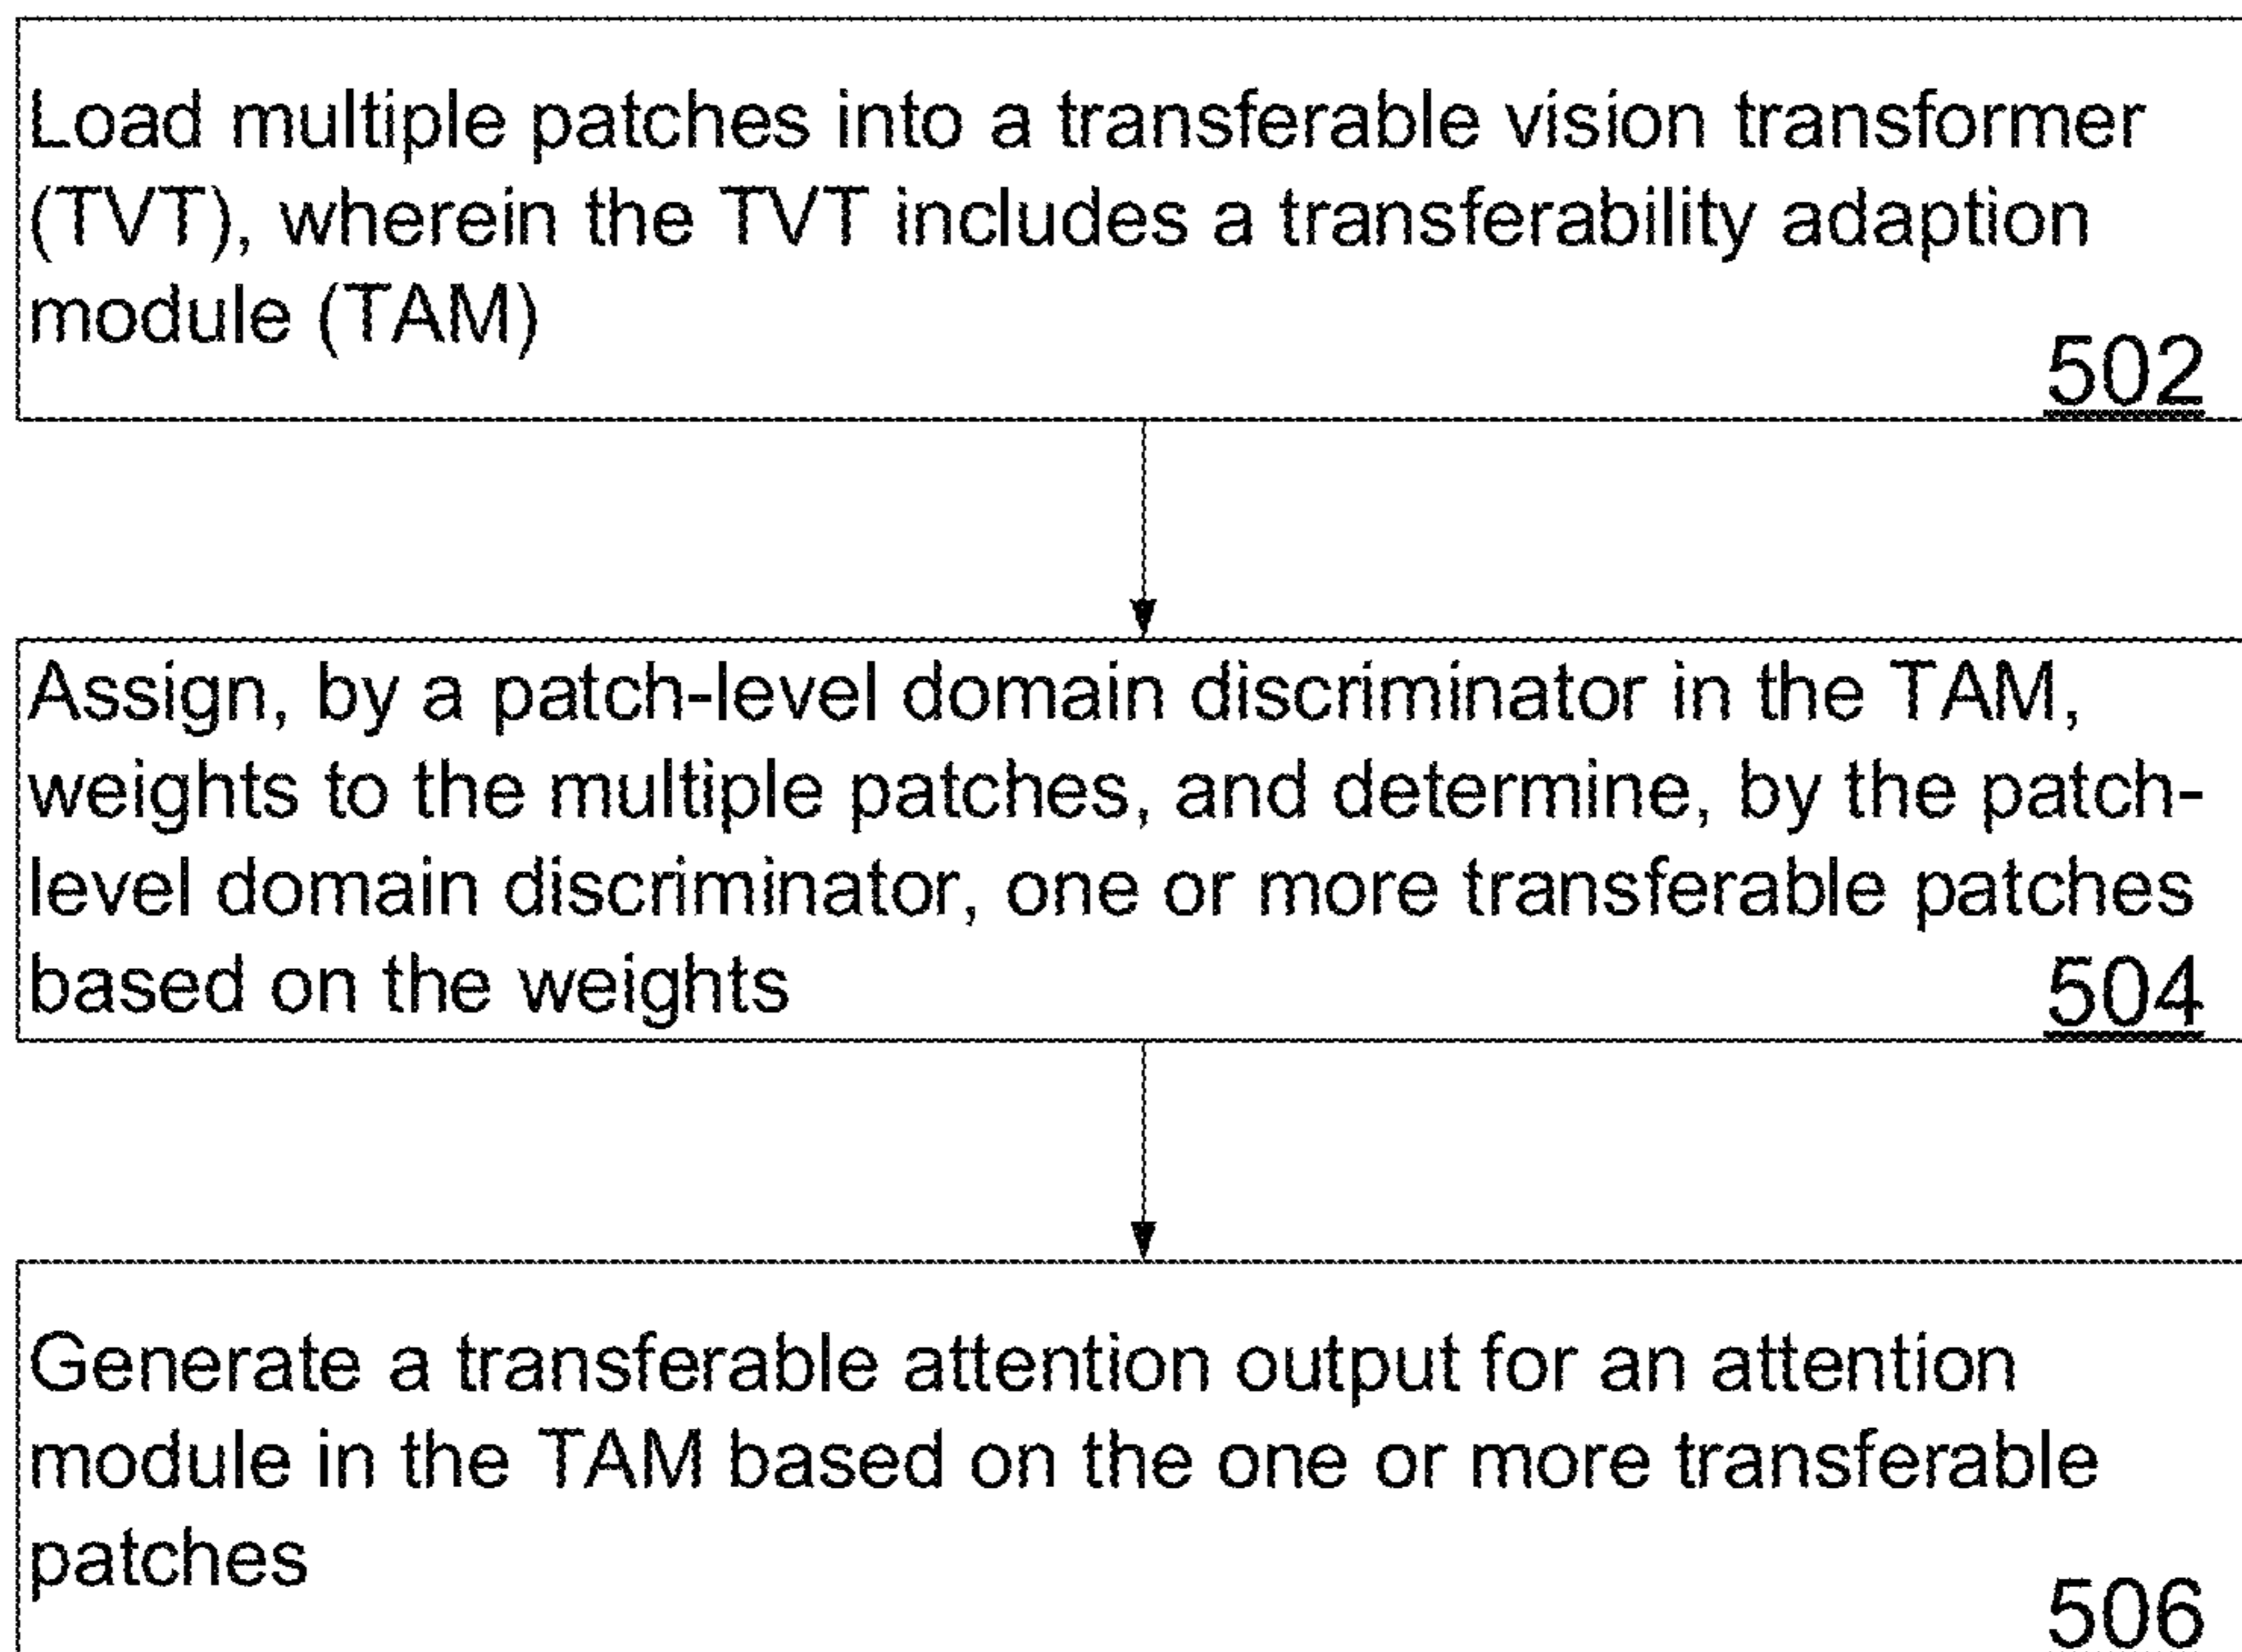 Load multiple patches into a transferable vision transformer
(TVT), wherein the TVT includes a transferability adaption
module (TAM)
502
Assign, by a patch-level domain discriminator in the TAM,
weights to the multiple patches, and determine, by the patch-
level domain discriminator, one or more transferable patches
based on the weights
504
Generate a transferable attention output for an attention
module in the TAM based on the one or more transferable
patches
506